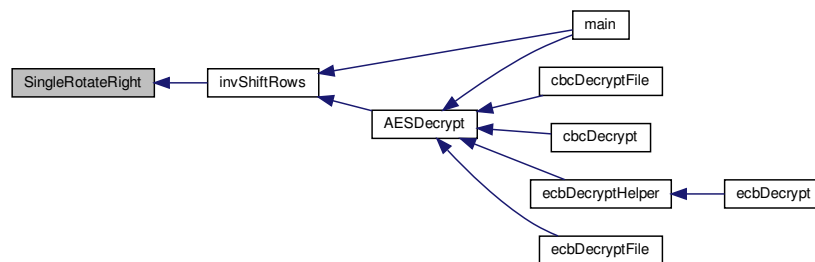 main
SingleRotateRight
invShiftRows
cbcDecryptFile
AESDecrypt
cbcDecrypt
ecbDecryptHelper
ecbDecrypt
ecbDecryptFile